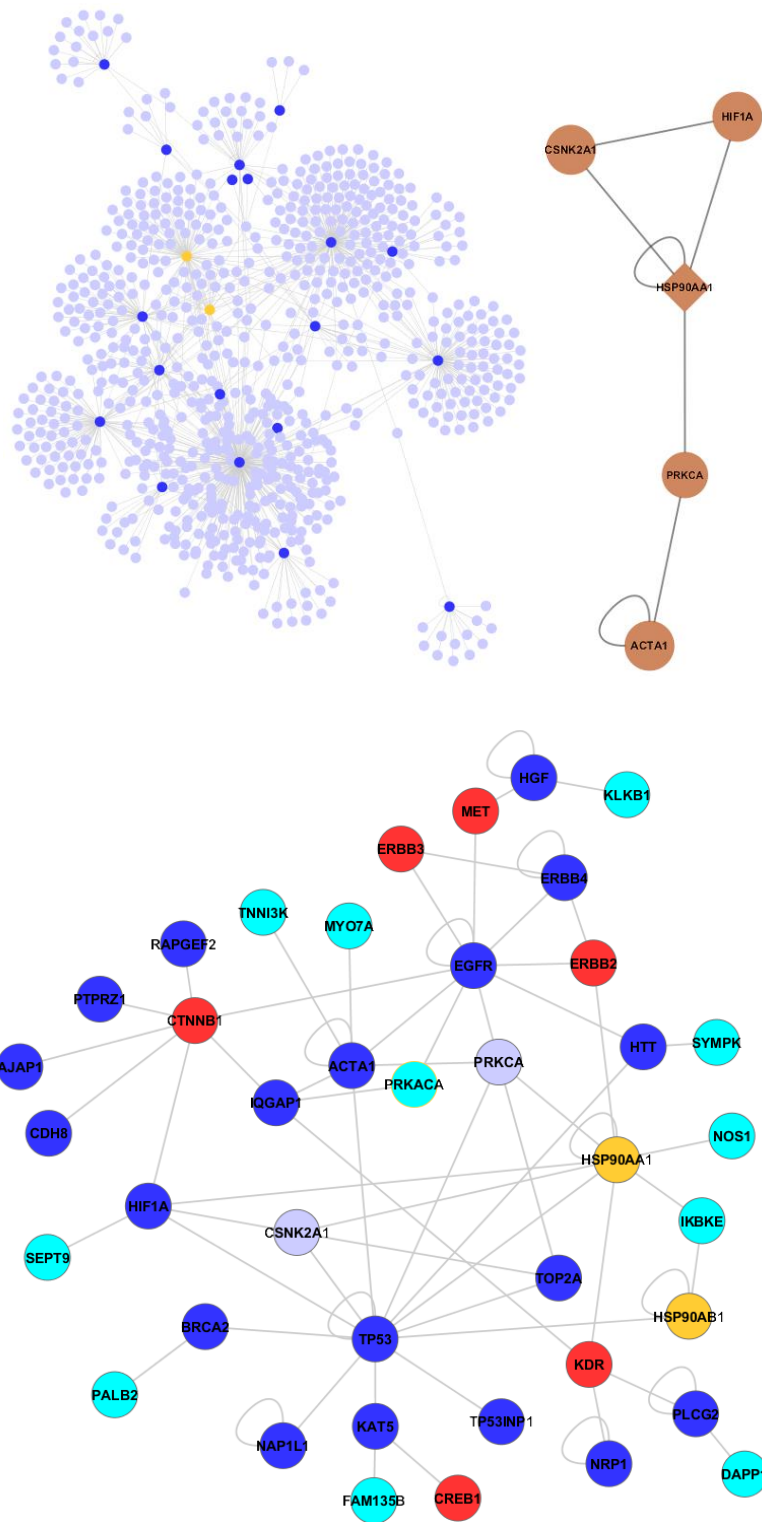 HIF1A
CSNK2A1
HSP90AA1
PRKCA
ACTA1
HGF
KLKB1
MET
ERBB3
ERBB4
TNNI3K
MYO7A
RAPGEF2
EGFR
ERBB2
PTPRZ1
CTNNB1
SYMPK
HTT
AJAP1
ACTA1
PRKCA
PRKACA
IQGAP1
CDH8
NOS1
HSP90AA1
HIF1A
IKBKE
CSNK2A1
SEPT9
TOP2A
HSP90AB1
BRCA2
TP53
KDR
PALB2
PLCG2
TP53INP1
KAT5
NAP1L1
NRP1
DAPP1
FAM135B
CREB1